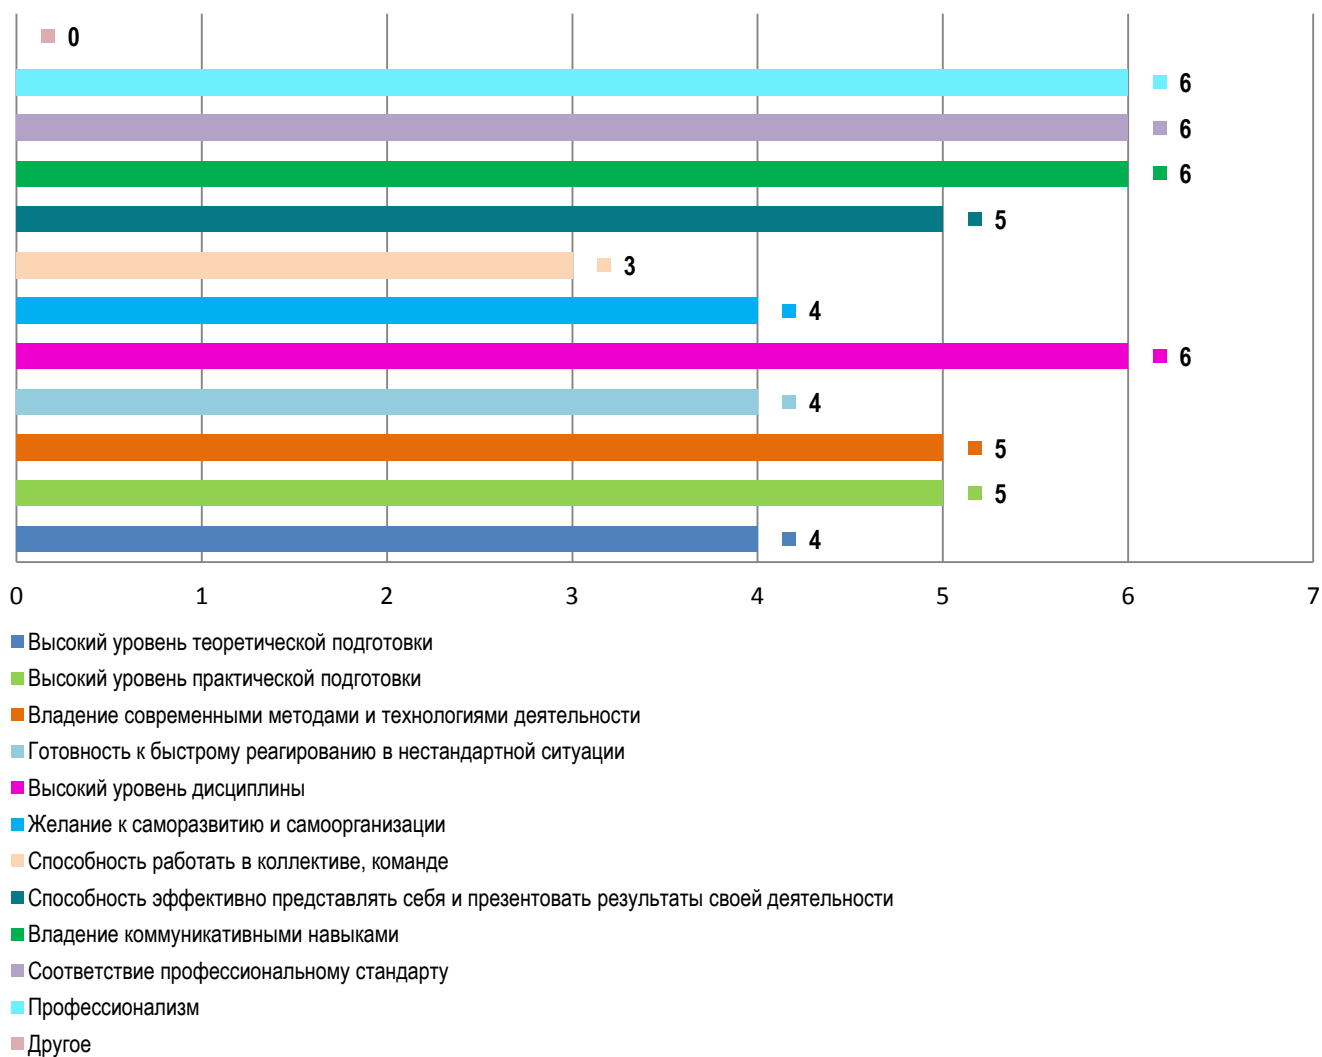 0
6
6
6
5
3
4
6
4
5
5
4
0 1 2 3 4 5 6 7
Высокий уровень теоретической подготовки
Высокий уровень практической подготовки
Владение современными методами и технологиями деятельности
Готовность к быстрому реагированию в нестандартной ситуации
Высокий уровень дисциплины
Желание к саморазвитию и самоорганизации
Способность работать в коллективе, команде
Способность эффективно представлять себя и презентовать результаты своей деятельности
Владение коммуникативными навыками
Соответствие профессиональному стандарту
Профессионализм
Другое